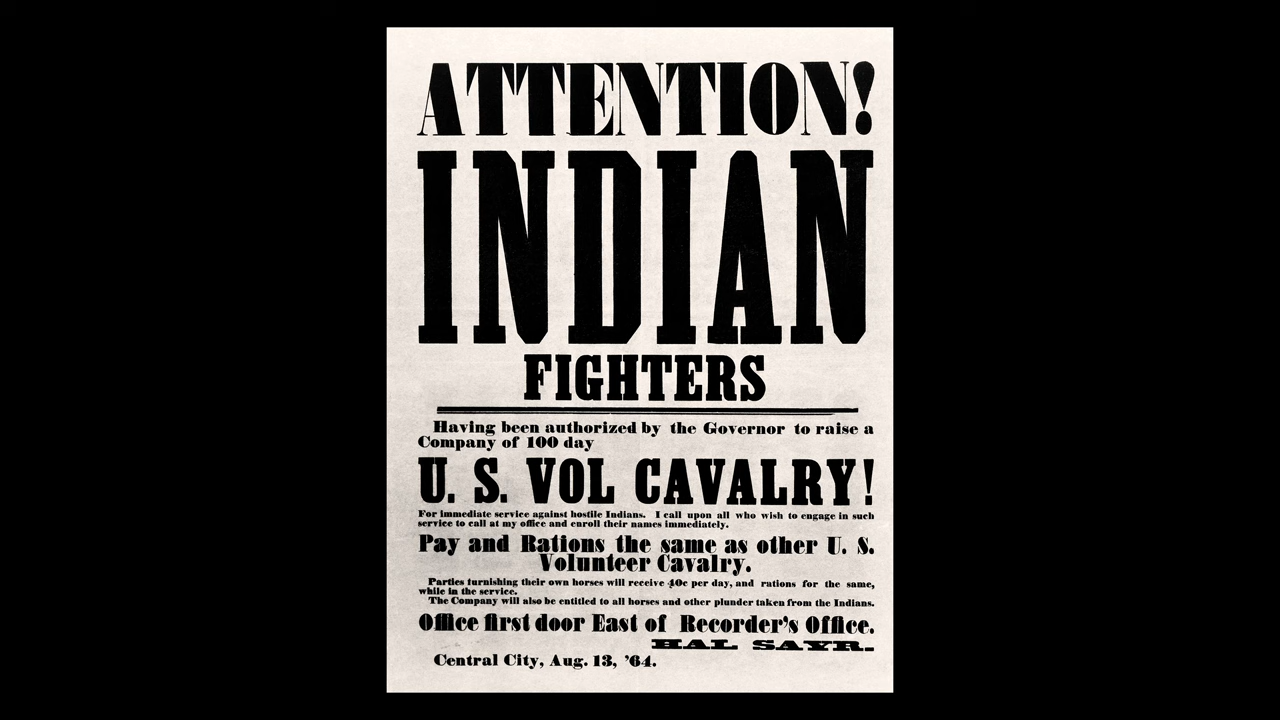 ATTENTION!
INDIAN
FIGHTERS
Having been authorized by the Governor to raise a
Company of 100 day
U. S. VOL CAVALRY!
For immediate service against hostile Indians. I call upon all who wish to engage in such
service to call at my office and enroll their names immediately.
Pay and Rations the same as other U. S.
Volunteer Cavalry.
Parties furnishing their own horses will receive 40c per day, and rations for the same,
while in the service.
The Company will also be entitled to all horses and other plunder taken from the Indians.
Office first door East of Recorder's Office.
HAL SAYR.
Central City, Aug. 13, '64.